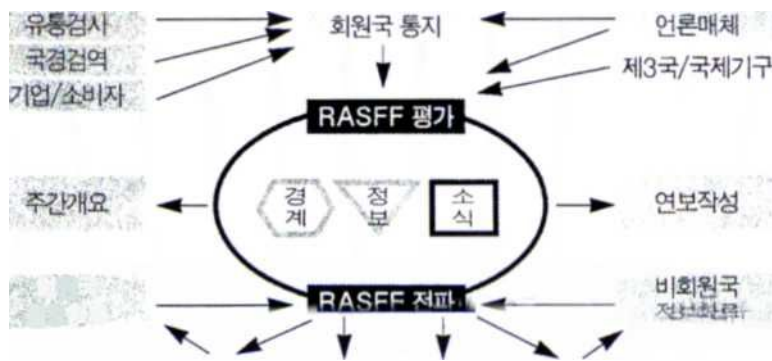 유통검사
회원국 통지
언론매체
국경검역
제3국/국제기구
기업/소비자
RASFF 평가
주간개요
경계
정보
소식
연보작성
RASFF 전파
비회원국